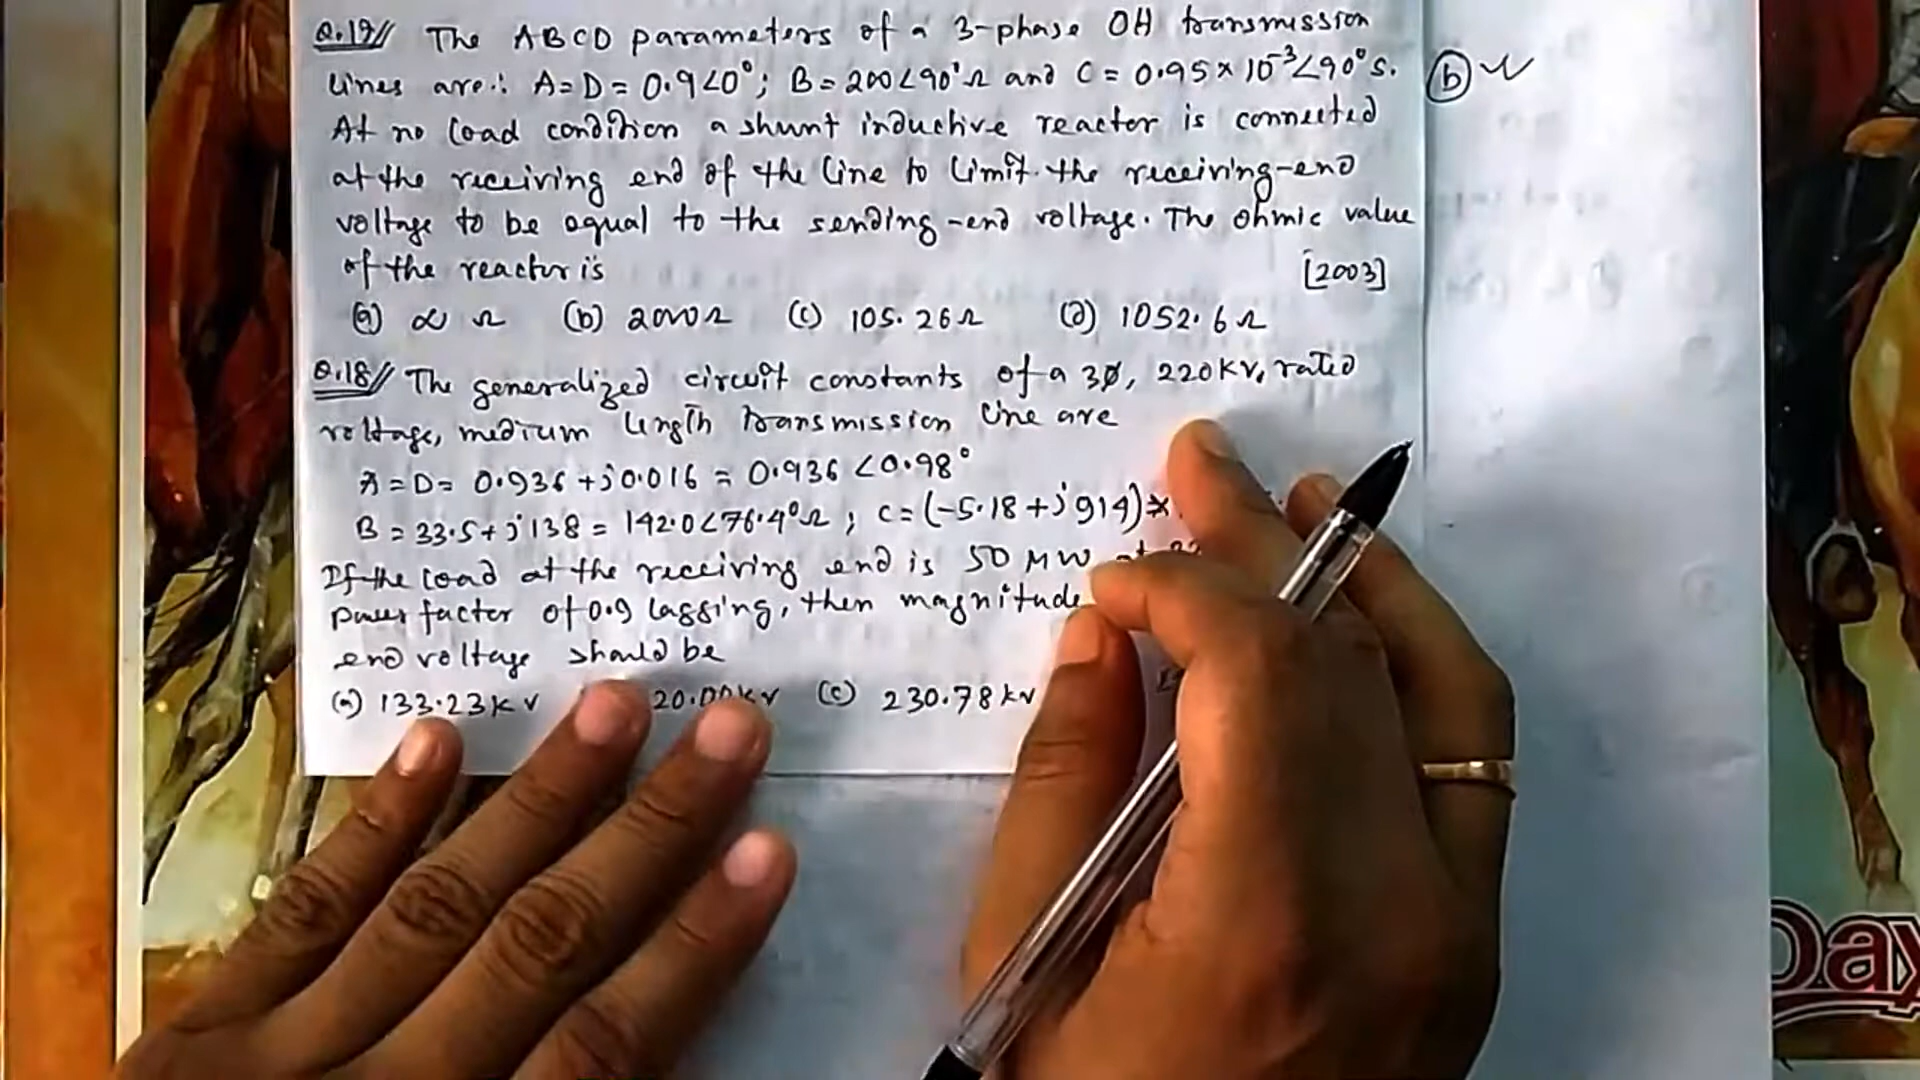 Q.19// The ABCD parameters of a 3-phase OH transmission
lines are: A=D= 0.9∠0°; B=200∠90°Ω and C = 0.95 × 10⁻³∠90° S.
At no load condition a shunt inductive reactor is connected
at the receiving end of the line to limit the receiving-end
voltage to be equal to the sending-end voltage. The ohmic value
of the reactor is [2003]
(a) ∝ Ω (b) 2000Ω (c) 105.26Ω (d) 1052.6Ω
(b) ✓
Q.18// The generalized circuit constants of a 3φ, 220KV, rated
voltage, medium length transmission line are
A = D = 0.936 + j0.016 = 0.936 ∠0.98°
B = 33.5 + j138 = 142.0∠76.4°Ω ; C = (-5.18 + j914) ×
If the load at the receiving end is 50 MW at
power factor of 0.9 lagging, then magnitude
end voltage should be
(a) 133.23KV 20.00KV (c) 230.78KV
Day